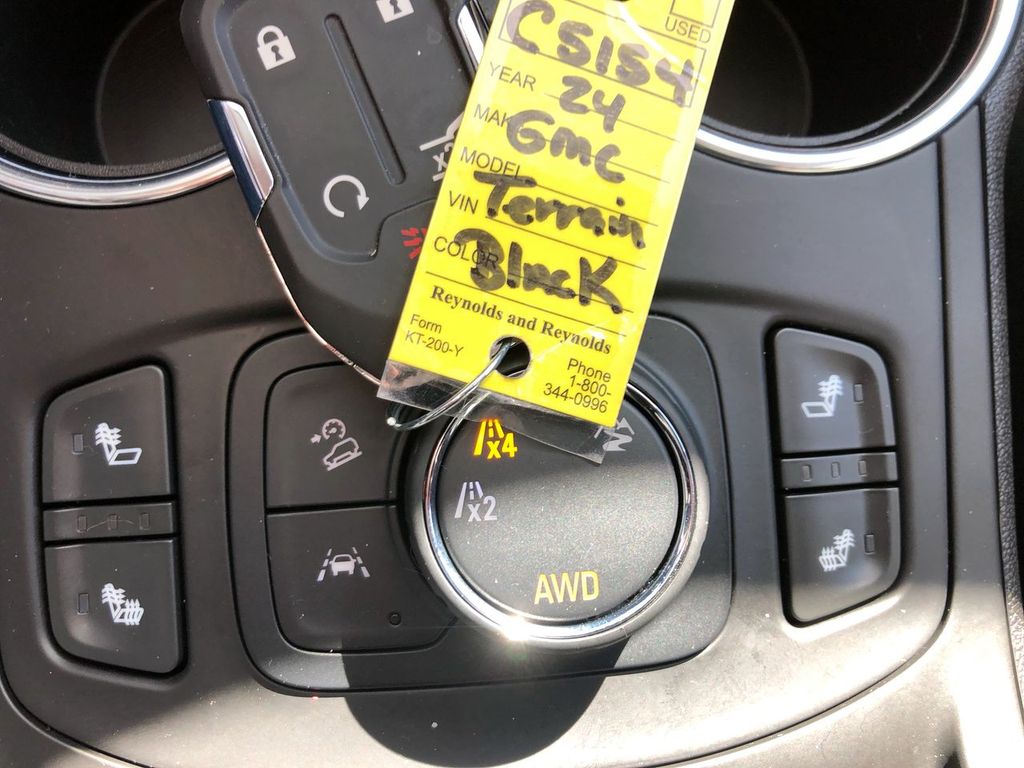 USED
C5154
YEAR 24
MAK Gmc
MODEL
VIN Terrain
COLOR Black
Reynolds and Reynolds
Form
KT-200-Y
Phone
1-800-
344-0996
x4
x2
AWD